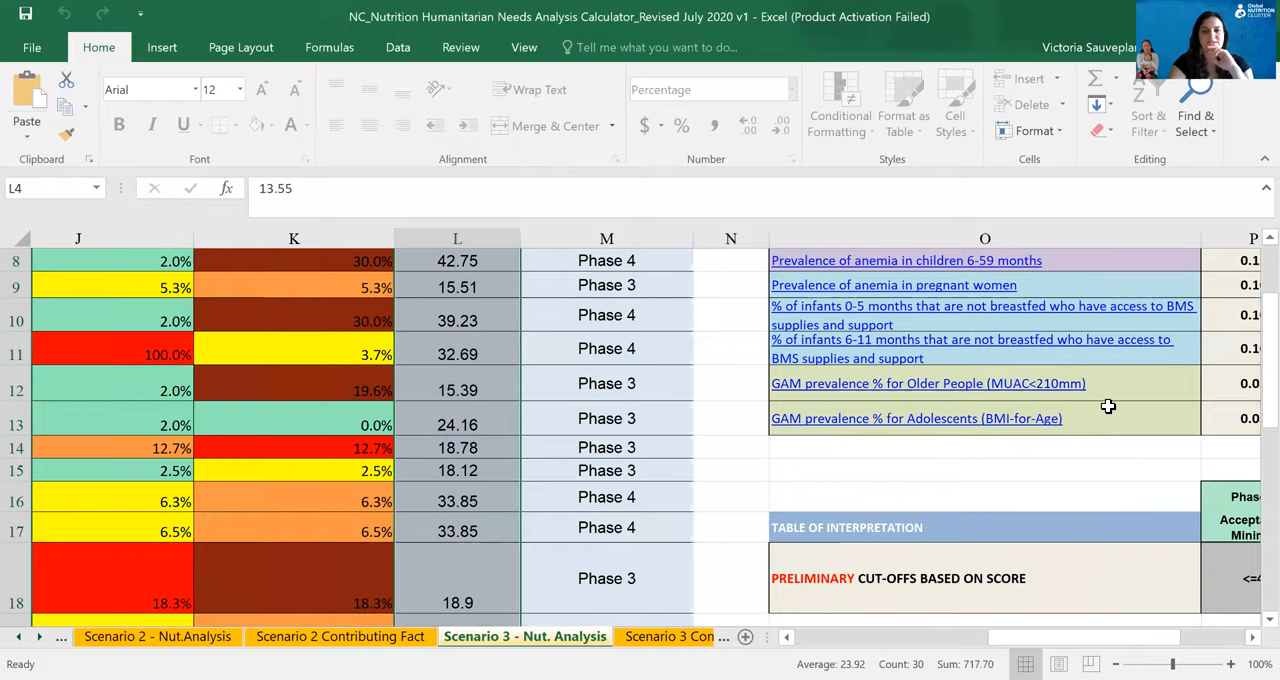 NC_Nutrition Humanitarian Needs Analysis Calculator_Revised July 2020 v1 - Excel (Product Activation Failed)
Global NUTRITION CLUSTER
File Home Insert Page Layout Formulas Data Review View Tell me what you want to do...
Paste
Clipboard
Arial 12
B I U A
Font
Wrap Text
Merge & Center
Alignment
Percentage
$ % ,
Number
Conditional Formatting
Format as Table
Cell Styles
Styles
Insert
Delete
Format
Cells
Sort & Filter
Find & Select
Editing
L4 fx 13.55
J K L M N O P
8 2.0% 30.0% 42.75 Phase 4 Prevalence of anemia in children 6-59 months
9 5.3% 5.3% 15.51 Phase 3 Prevalence of anemia in pregnant women
10 2.0% 30.0% 39.23 Phase 4 % of infants 0-5 months that are not breastfed who have access to BMS
supplies and support
11 100.0% 3.7% 32.69 Phase 4 % of infants 6-11 months that are not breastfed who have access to
BMS supplies and support
12 2.0% 19.6% 15.39 Phase 3 GAM prevalence % for Older People (MUAC<210mm)
13 2.0% 0.0% 24.16 Phase 3 GAM prevalence % for Adolescents (BMI-for-Age)
14 12.7% 12.7% 18.78 Phase 3
15 2.5% 2.5% 18.12 Phase 3
16 6.3% 6.3% 33.85 Phase 4
17 6.5% 6.5% 33.85 Phase 4 TABLE OF INTERPRETATION
18 18.3% 18.3% 18.9 Phase 3 PRELIMINARY CUT-OFFS BASED ON SCORE
... Scenario 2 - Nut.Analysis Scenario 2 Contributing Fact Scenario 3 - Nut. Analysis Scenario 3 Con ...
Ready Average: 23.92 Count: 30 Sum: 717.70 100%